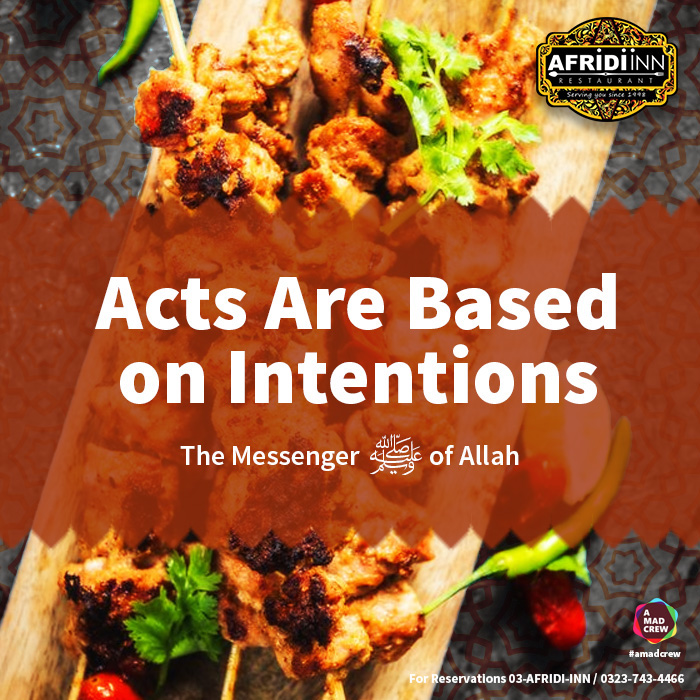 AFRIDI INN
RESTAURANT
Serving you since 1998
Acts Are Based
on Intentions
The Messenger ﷺ of Allah
A
MAD
CREW
#amadcrew
For Reservations 03-AFRIDI-INN / 0323-743-4466